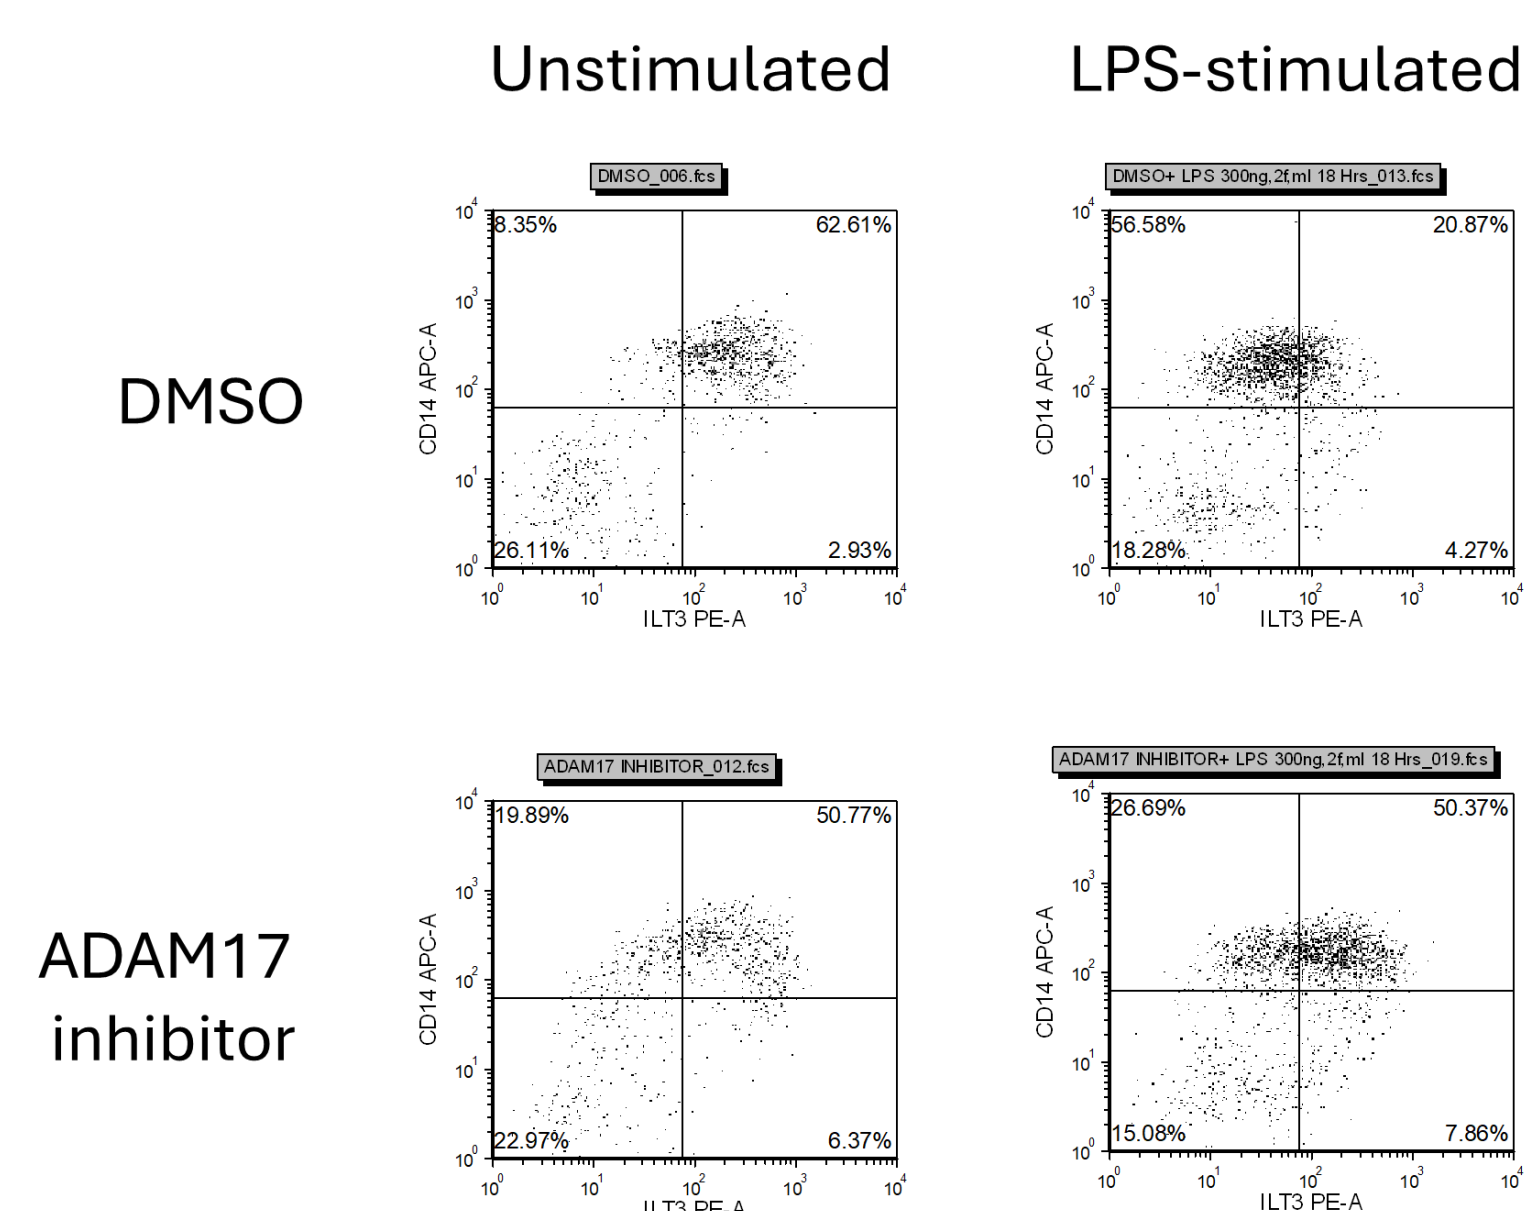 Unstimulated
LPS-stimulated
DMSO
DMSO_006.fcs
10^4
10^3
10^2
10^1
10^0
CD14 APC-A
8.35%
62.61%
26.11%
2.93%
10^0 10^1 10^2 10^3 10^4
ILT3 PE-A
DMSO+ LPS 300ng,2f,ml 18 Hrs_013.fcs
10^4
10^3
10^2
10^1
10^0
CD14 APC-A
56.58%
20.87%
18.28%
4.27%
10^0 10^1 10^2 10^3 10^4
ILT3 PE-A
ADAM17
inhibitor
ADAM17 INHIBITOR_012.fcs
10^4
10^3
10^2
10^1
10^0
CD14 APC-A
19.89%
50.77%
22.97%
6.37%
10^0 10^1 10^2 10^3 10^4
ILT3 PE-A
ADAM17 INHIBITOR+ LPS 300ng,2f,ml 18 Hrs_019.fcs
10^4
10^3
10^2
10^1
10^0
CD14 APC-A
26.69%
50.37%
15.08%
7.86%
10^0 10^1 10^2 10^3 10^4
ILT3 PE-A